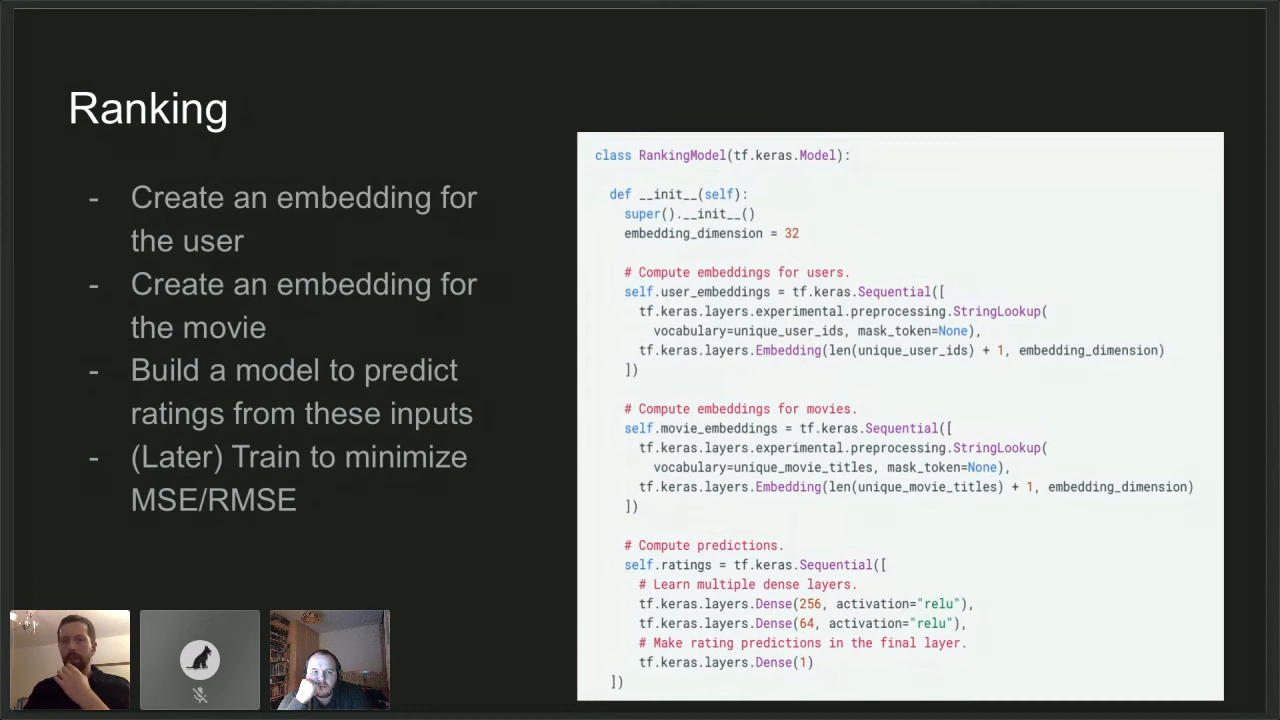 Ranking
- Create an embedding for
the user
- Create an embedding for
the movie
- Build a model to predict
ratings from these inputs
- (Later) Train to minimize
MSE/RMSE
class RankingModel(tf.keras.Model):
def __init__(self):
super().__init__()
embedding_dimension = 32
# Compute embeddings for users.
self.user_embeddings = tf.keras.Sequential([
tf.keras.layers.experimental.preprocessing.StringLookup(
vocabulary=unique_user_ids, mask_token=None),
tf.keras.layers.Embedding(len(unique_user_ids) + 1, embedding_dimension)
])
# Compute embeddings for movies.
self.movie_embeddings = tf.keras.Sequential([
tf.keras.layers.experimental.preprocessing.StringLookup(
vocabulary=unique_movie_titles, mask_token=None),
tf.keras.layers.Embedding(len(unique_movie_titles) + 1, embedding_dimension)
])
# Compute predictions.
self.ratings = tf.keras.Sequential([
# Learn multiple dense layers.
tf.keras.layers.Dense(256, activation="relu"),
tf.keras.layers.Dense(64, activation="relu"),
# Make rating predictions in the final layer.
tf.keras.layers.Dense(1)
])